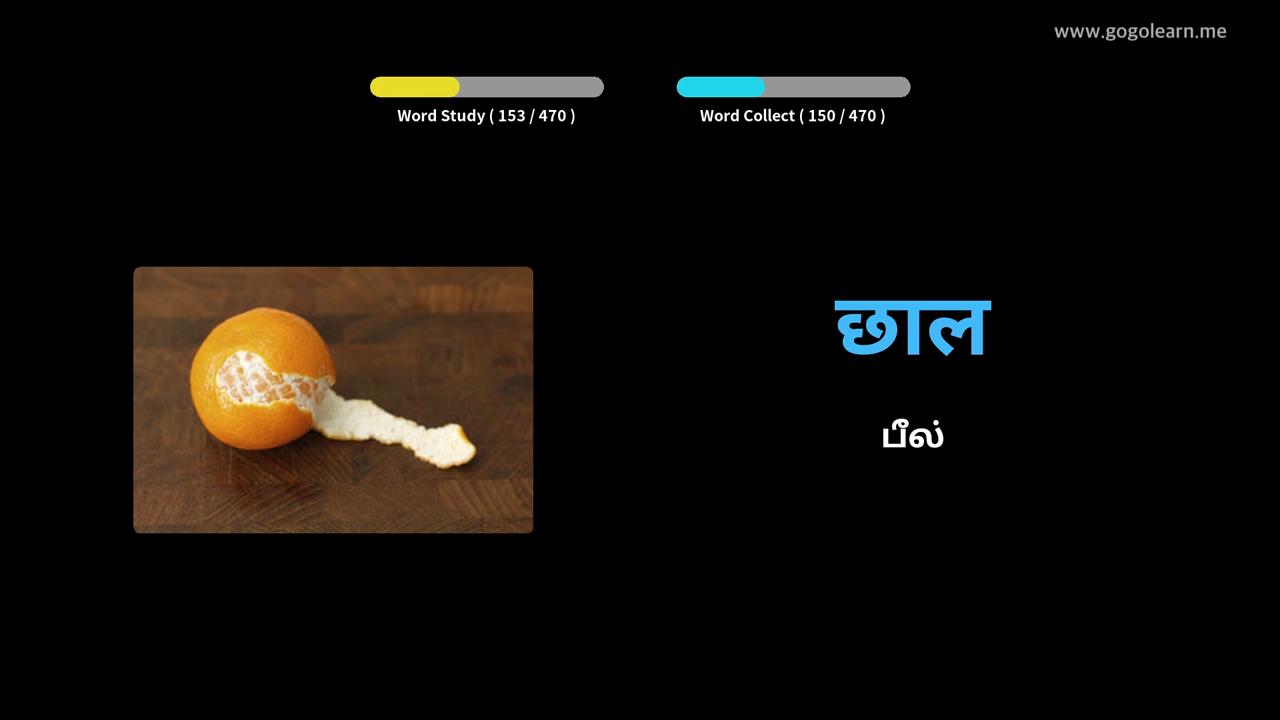 www.gogolearn.me
Word Study ( 153 / 470 )
Word Collect ( 150 / 470 )
छाल
பீல்